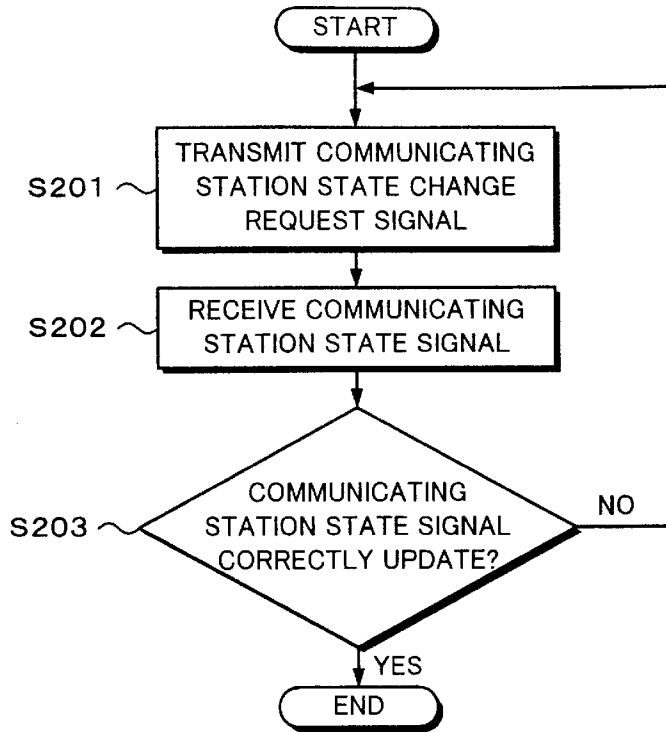 START
TRANSMIT COMMUNICATING
S201
STATION STATE CHANGE
REQUEST SIGNAL
RECEIVE COMMUNICATING
S202
STATION STATE SIGNAL
COMMUNICATING
NO
S203
STATION STATE SIGNAL
CORRECTLY UPDATE?
YES
END